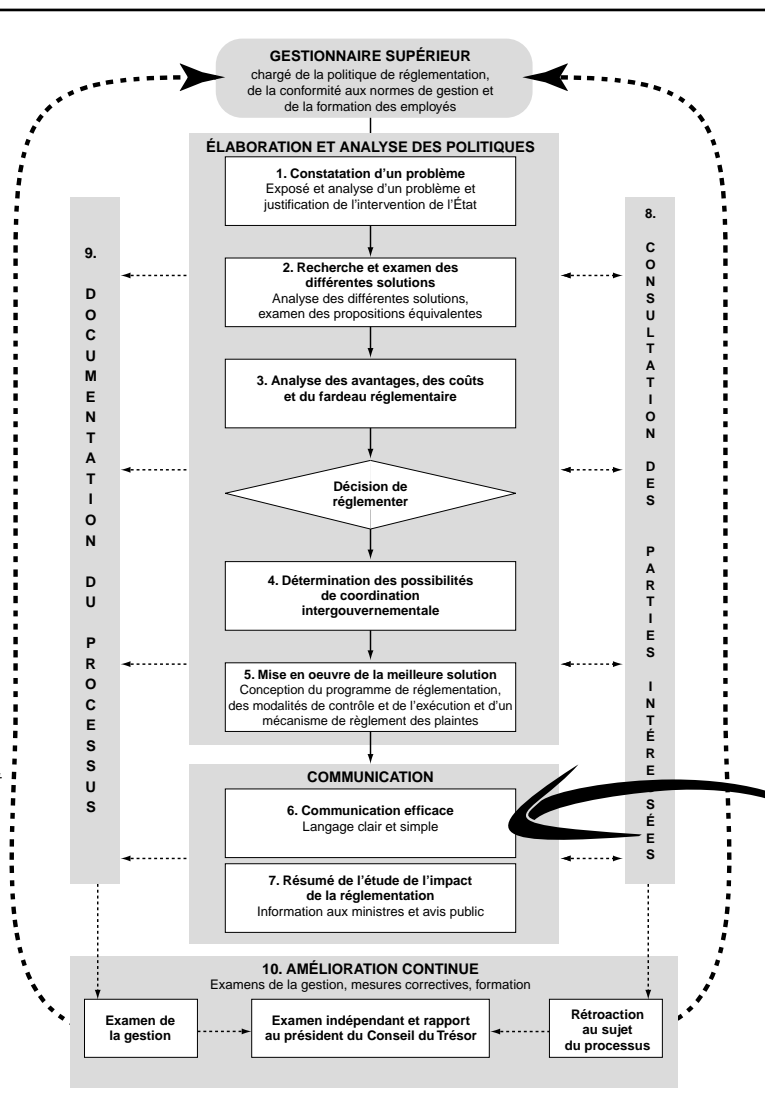 GESTIONNAIRE SUPÉRIEUR
chargé de la politique de réglementation,
de la conformité aux normes de gestion et
de la formation des employés
ÉLABORATION ET ANALYSE DES POLITIQUES
1. Constatation d'un problème
Exposé et analyse d'un problème et
justification de l'intervention de l'État
2. Recherche et examen des
différentes solutions
Analyse des différentes solutions,
examen des propositions équivalentes
3. Analyse des avantages, des coûts
et du fardeau réglementaire
Décision de
réglementer
4. Détermination des possibilités
de coordination
intergouvernementale
5. Mise en oeuvre de la meilleure solution
Conception du programme de réglementation,
des modalités de contrôle et de l'exécution et d'un
mécanisme de règlement des plaintes
COMMUNICATION
6. Communication efficace
Langage clair et simple
7. Résumé de l'étude de l'impact
de la réglementation
Information aux ministres et avis public
9. DOCUMENTATION DU PROCESSUS
8. CONSULTATION DES PARTIES INTÉRESSÉES
10. AMÉLIORATION CONTINUE
Examens de la gestion, mesures correctives, formation
Examen de
la gestion
Examen indépendant et rapport
au président du Conseil du Trésor
Rétroaction
au sujet
du processus